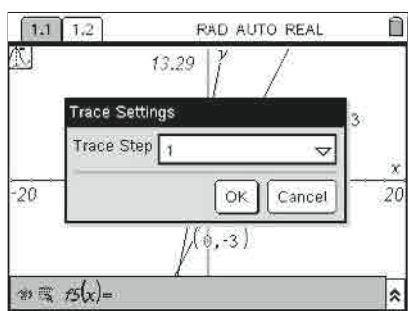 1.1 1.2 RAD AUTO REAL
13.29 y
Trace Settings
3
Trace Step 1
x
-20 20
OK Cancel
(0,-3)
f5(x)=